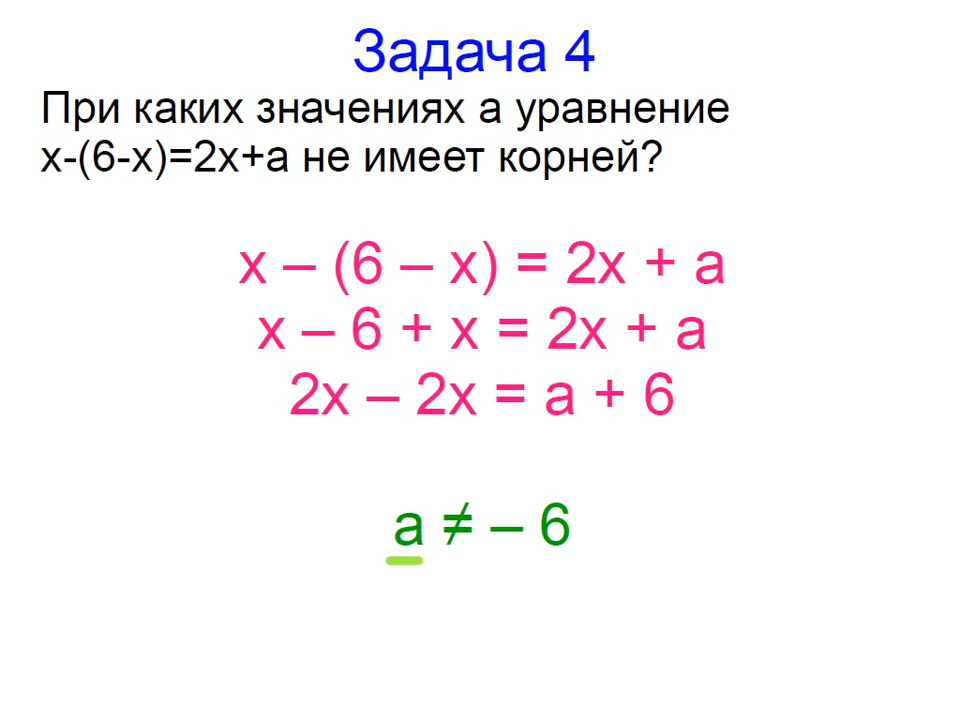 Задача 4
При каких значениях а уравнение
х-(6-х)=2х+а не имеет корней?
х – (6 – х) = 2х + а
х – 6 + х = 2х + а
2х – 2х = а + 6
а ≠ – 6